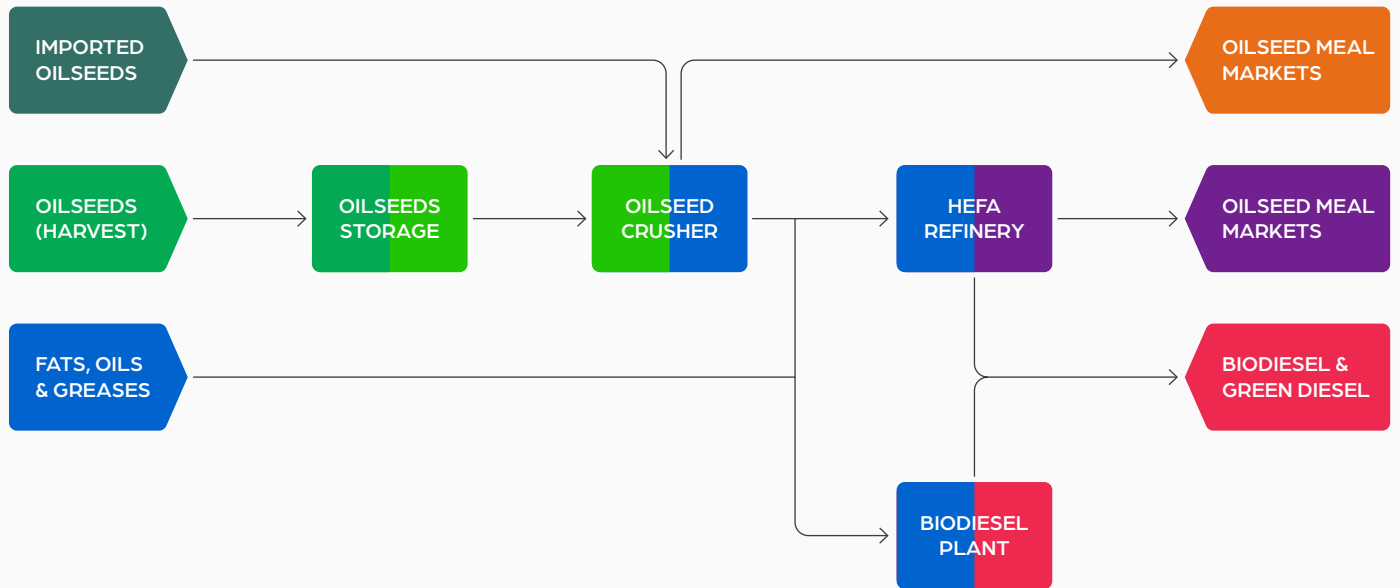 IMPORTED
OILSEEDS
OILSEED MEAL
MARKETS
OILSEEDS
(HARVEST)
OILSEEDS
STORAGE
OILSEED
CRUSHER
HEFA
REFINERY
OILSEED MEAL
MARKETS
FATS, OILS
& GREASES
BIODIESEL &
GREEN DIESEL
BIODIESEL
PLANT